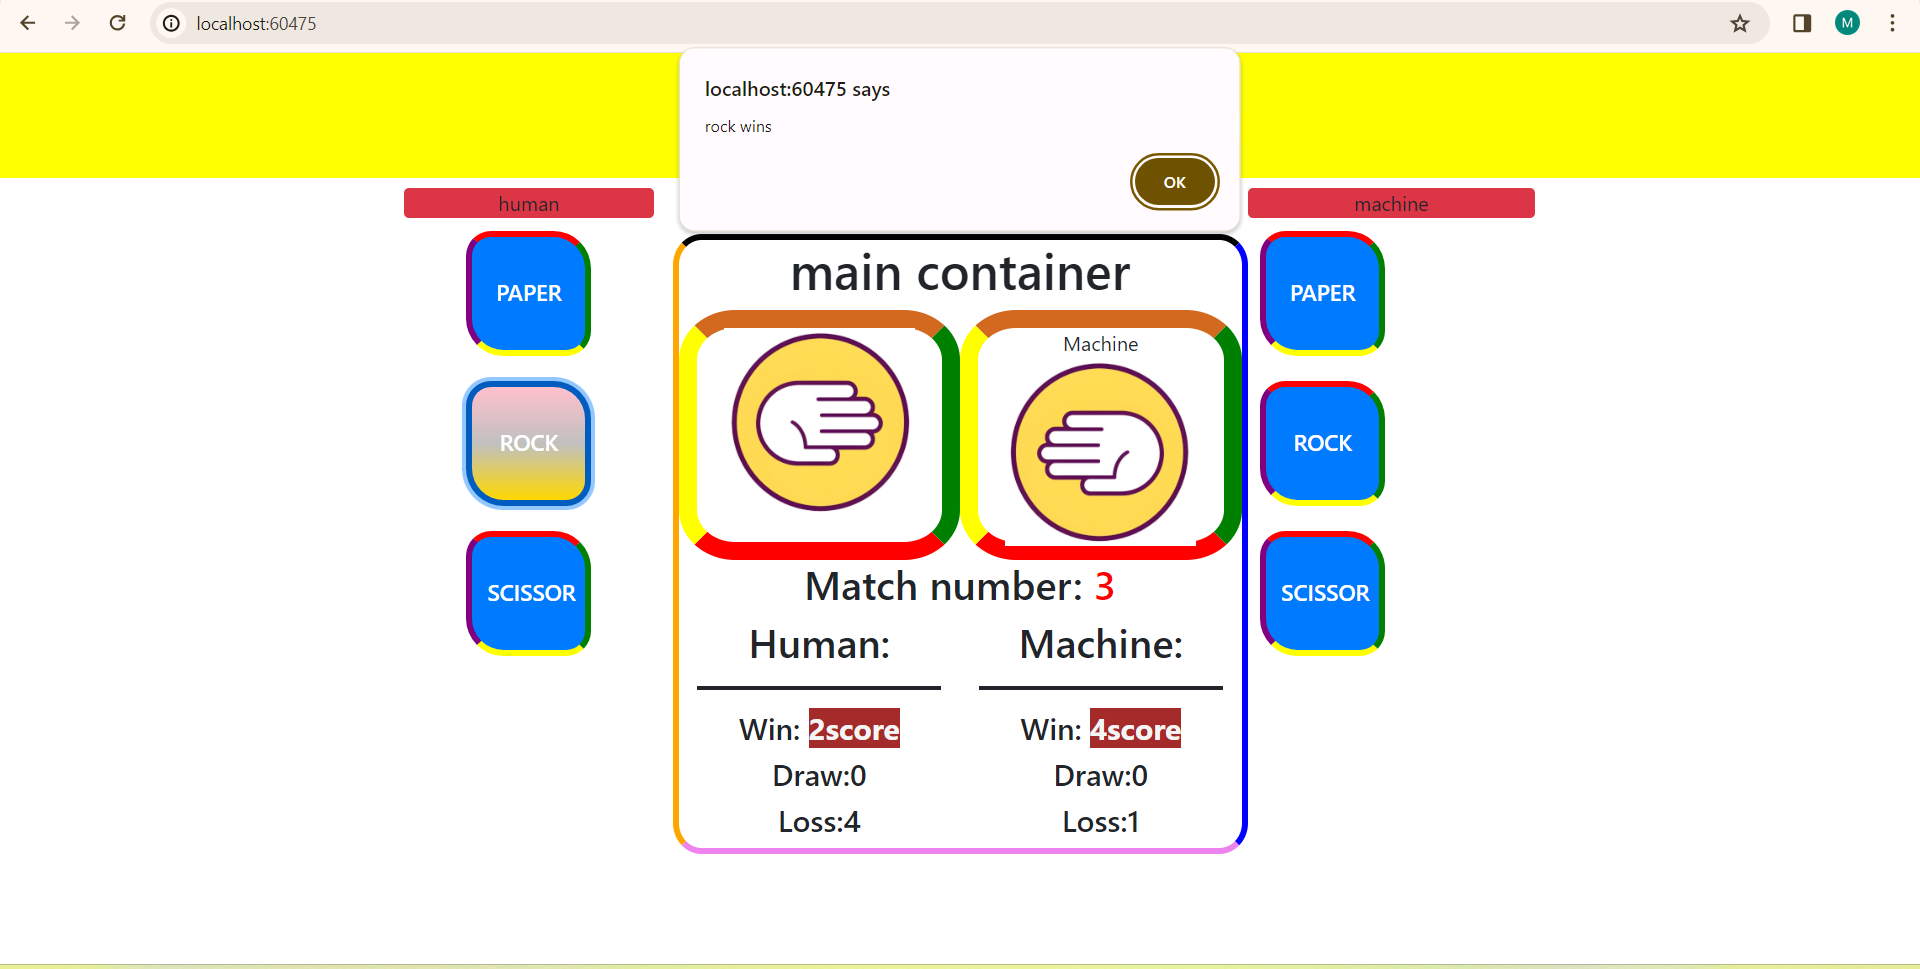 localhost:60475
M
localhost:60475 says
rock wins
OK
human
machine
PAPER
ROCK
SCISSOR
main container
Machine
Match number: 3
Human:
Machine:
Win: 2score
Win: 4score
Draw:0
Draw:0
Loss:4
Loss:1
PAPER
ROCK
SCISSOR